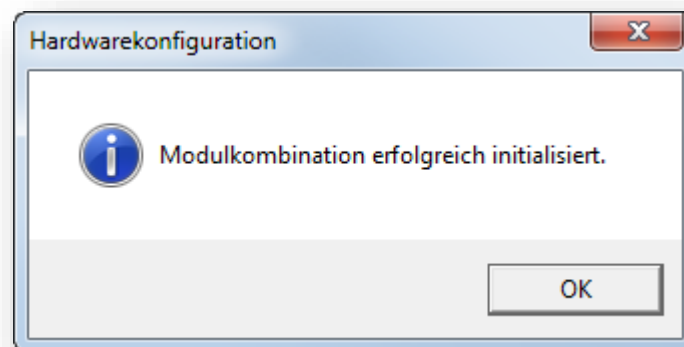 Hardwarekonfiguration
Modulkombination erfolgreich initialisiert.
OK